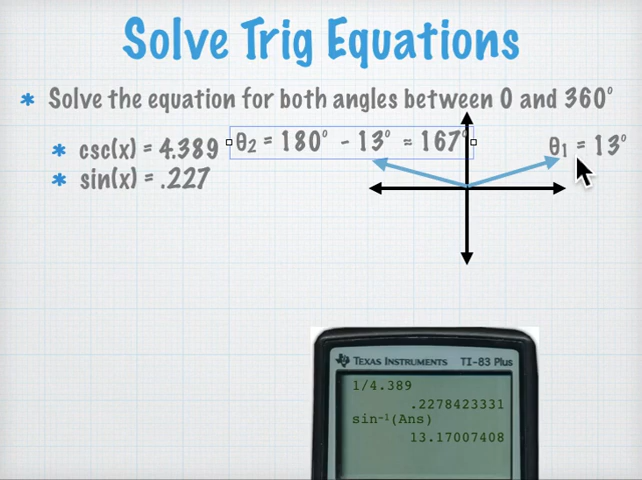 Solve Trig Equations
* Solve the equation for both angles between 0 and 360°
* csc(x) = 4.389
θ2 = 180° - 13° = 167°
θ1 = 13°
* sin(x) = .227
TEXAS INSTRUMENTS TI-83 Plus
1/4.389
.2278423331
sin-1(Ans)
13.17007408